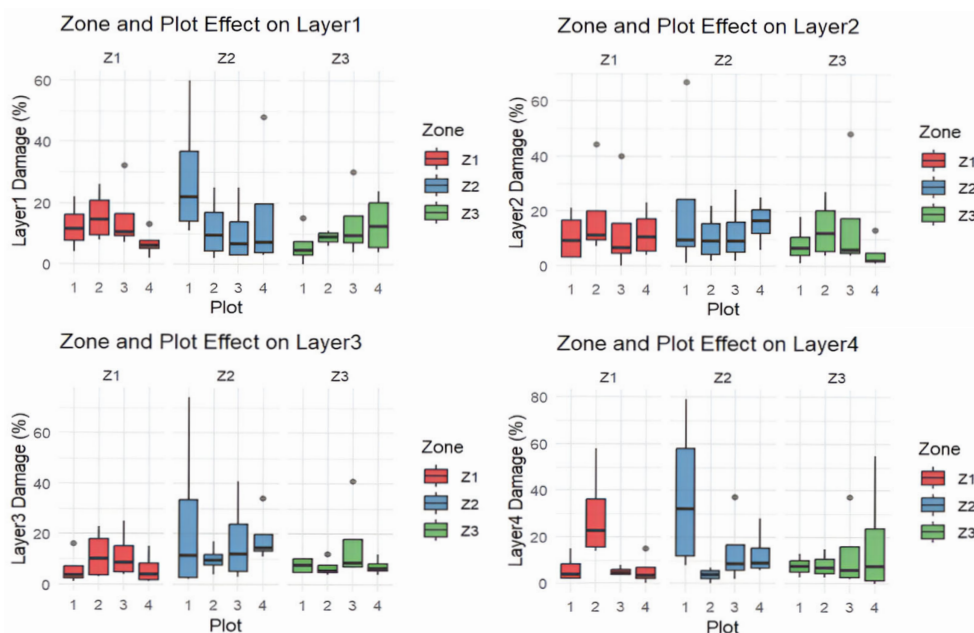 Zone and Plot Effect on Layer1
Z1 Z2 Z3
Layer1 Damage (%)
60
40
20
0
1 2 3 4 1 2 3 4 1 2 3 4
Plot
Zone
Z1
Z2
Z3
Zone and Plot Effect on Layer2
Z1 Z2 Z3
Layer2 Damage (%)
60
40
20
0
1 2 3 4 1 2 3 4 1 2 3 4
Plot
Zone
Z1
Z2
Z3
Zone and Plot Effect on Layer3
Z1 Z2 Z3
Layer3 Damage (%)
60
40
20
0
1 2 3 4 1 2 3 4 1 2 3 4
Plot
Zone
Z1
Z2
Z3
Zone and Plot Effect on Layer4
Z1 Z2 Z3
Layer4 Damage (%)
80
60
40
20
0
1 2 3 4 1 2 3 4 1 2 3 4
Plot
Zone
Z1
Z2
Z3